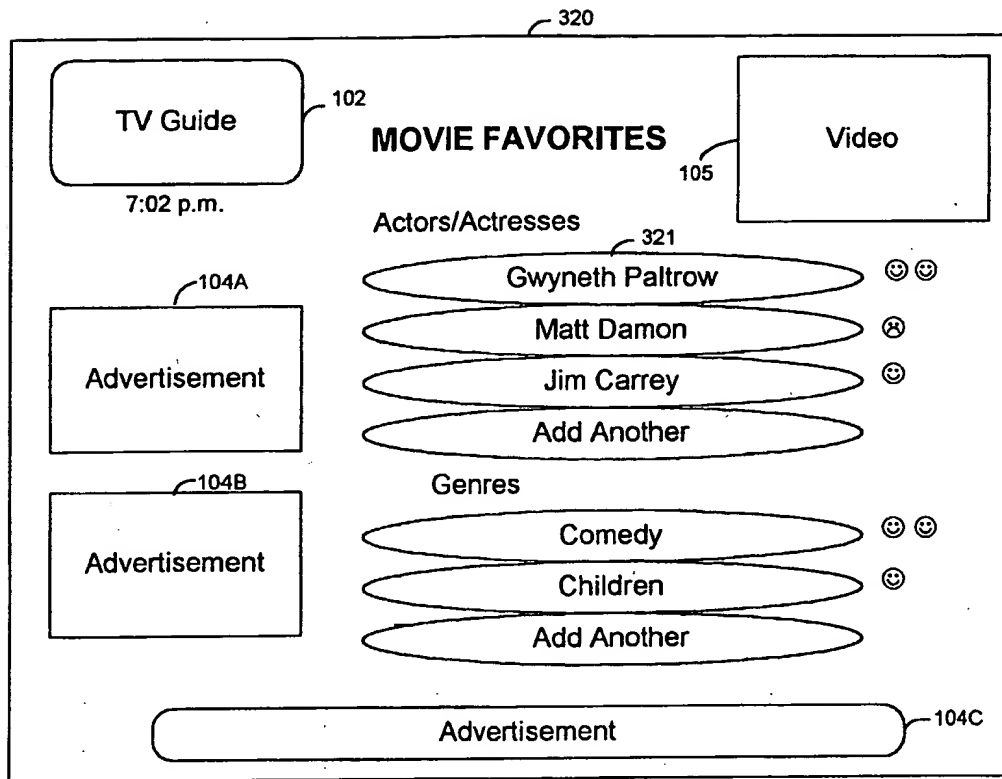 320
TV Guide
102
MOVIE FAVORITES
Video
105
7:02 p.m.
Actors/Actresses
321
Gwyneth Paltrow
Matt Damon
Jim Carrey
Add Another
104A
Advertisement
104B
Advertisement
Genres
Comedy
Children
Add Another
Advertisement
104C